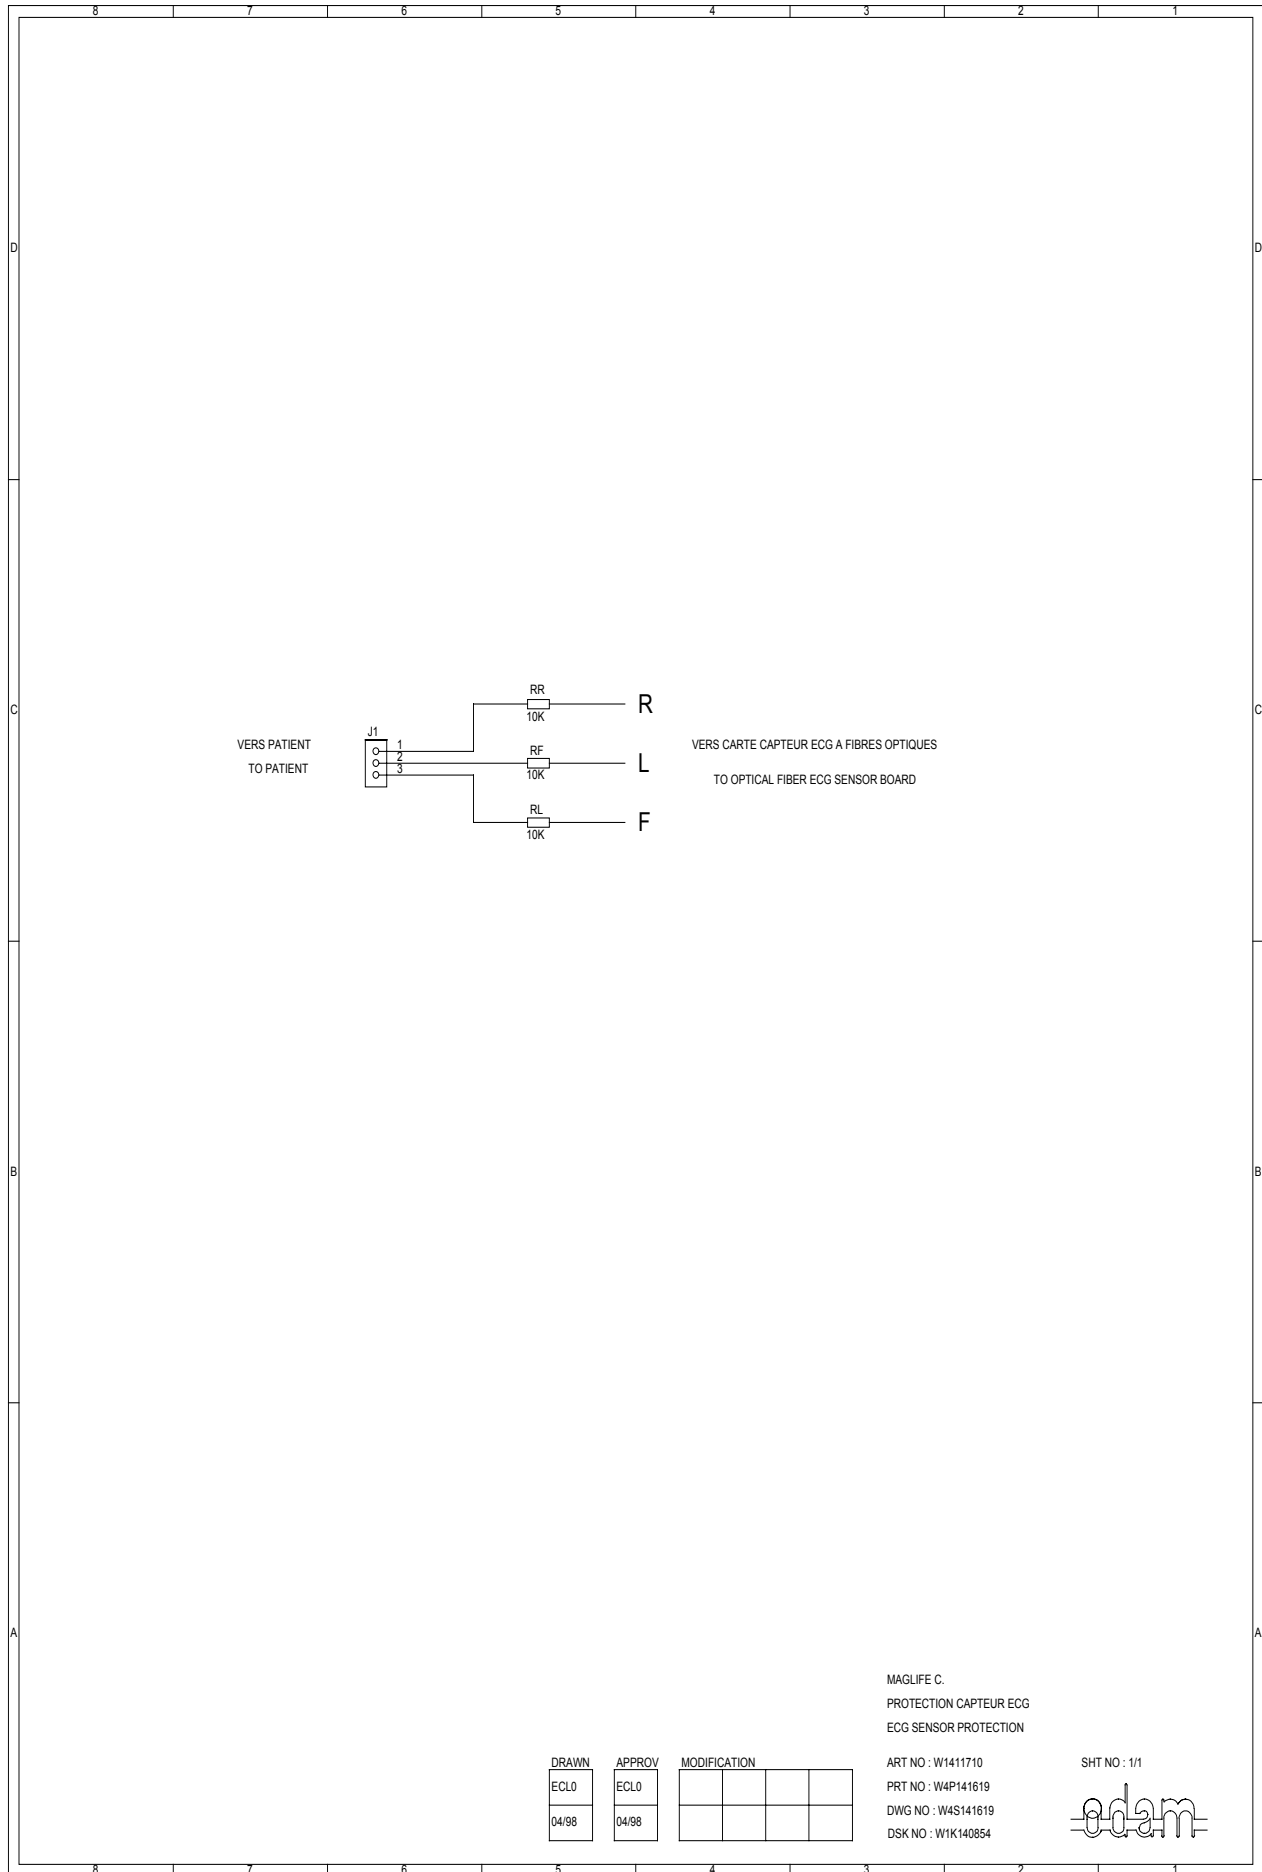 8 7 6 5 4 3 2 1
D D
RR
10K
R
C C
J1
VERS PATIENT
TO PATIENT
1
2
3
RF
10K
L
VERS CARTE CAPTEUR ECG A FIBRES OPTIQUES
TO OPTICAL FIBER ECG SENSOR BOARD
RL
10K
F
B B
A A
MAGLIFE C.
PROTECTION CAPTEUR ECG
ECG SENSOR PROTECTION
DRAWN APPROV MODIFICATION
ECL0 ECL0
04/98 04/98
ART NO : W1411710
PRT NO : W4P141619
DWG NO : W4S141619
DSK NO : W1K140854
SHT NO : 1/1
odam
8 7 6 5 4 3 2 1